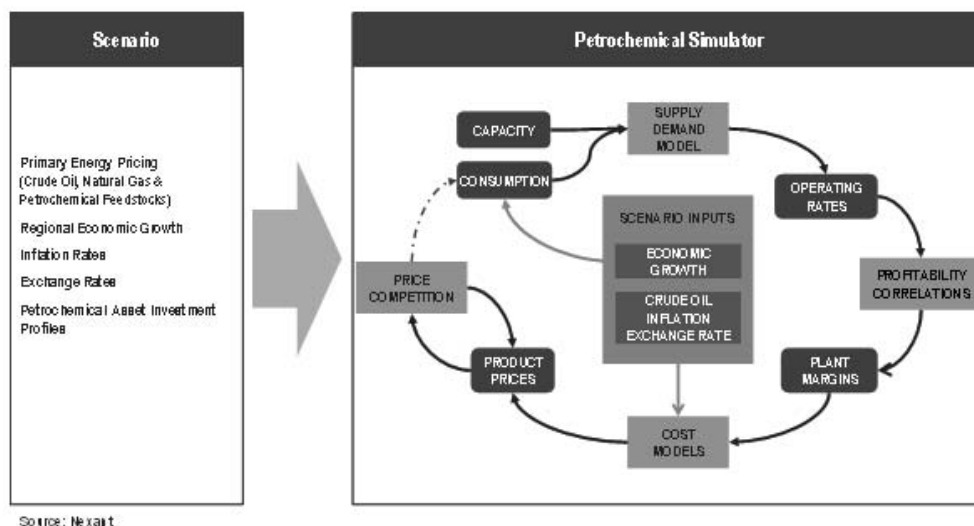 Scenario
Primary Energy Pricing
(Crude Oil, Natural Gas &
Petrochemical Feedstocks)
Regional Economic Growth
Inflation Rates
Exchange Rates
Petrochemical Asset Investment
Profiles
Petrochemical Simulator
CAPACITY
CONSUMPTION
SUPPLY
DEMAND
MODEL
OPERATING
RATES
SCENARIO INPUTS
ECONOMIC
GROWTH
CRUDE OIL
INFLATION
EXCHANGE RATE
PRICE
COMPETITION
PROFITABILITY
CORRELATIONS
PRODUCT
PRICES
PLANT
MARGINS
COST
MODELS
Source: Nexant